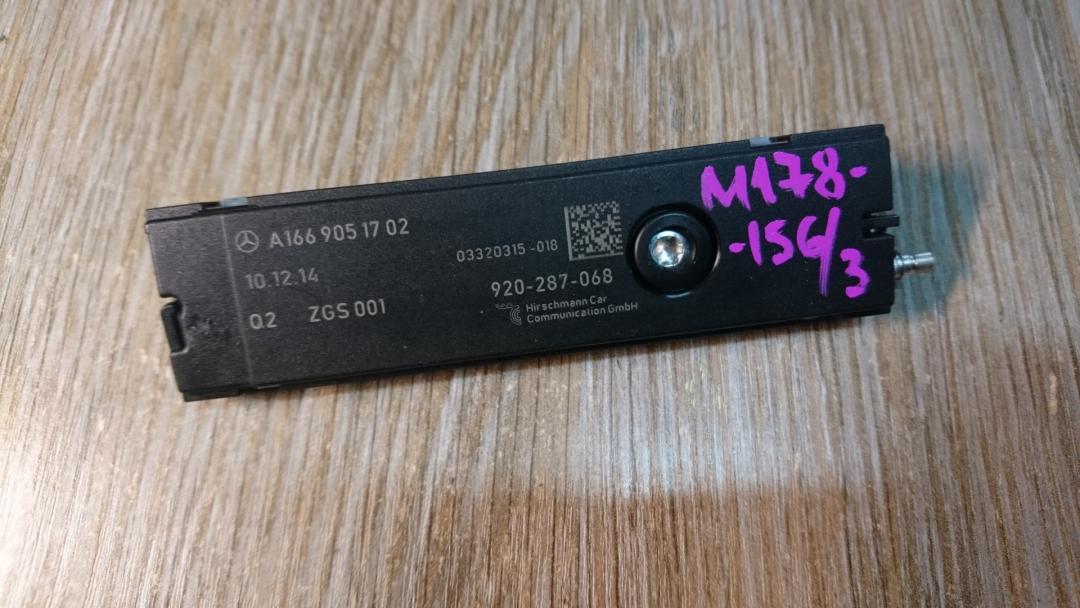 A166 905 17 02
10.12.14
Q2 ZGS 001
03320315-018
920-287-068
Hirschmann Car
Communication GmbH
M178-
-156/3